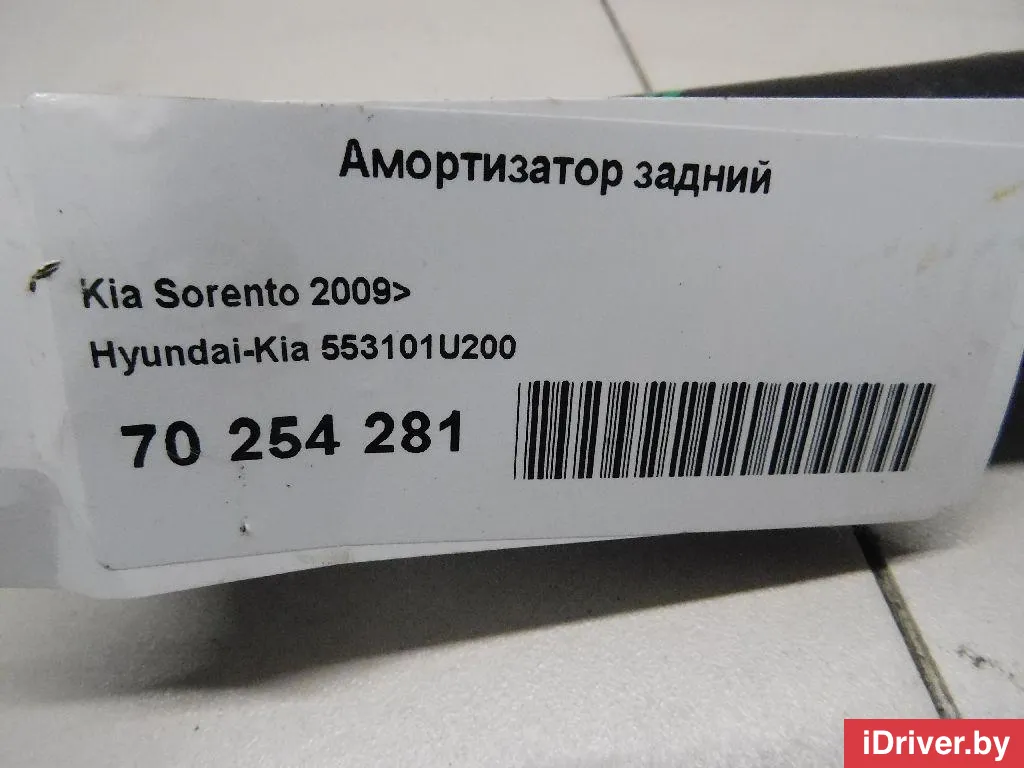 Амортизатор задний
Kia Sorento 2009>
Hyundai-Kia 553101U200
70 254 281
iDriver.by